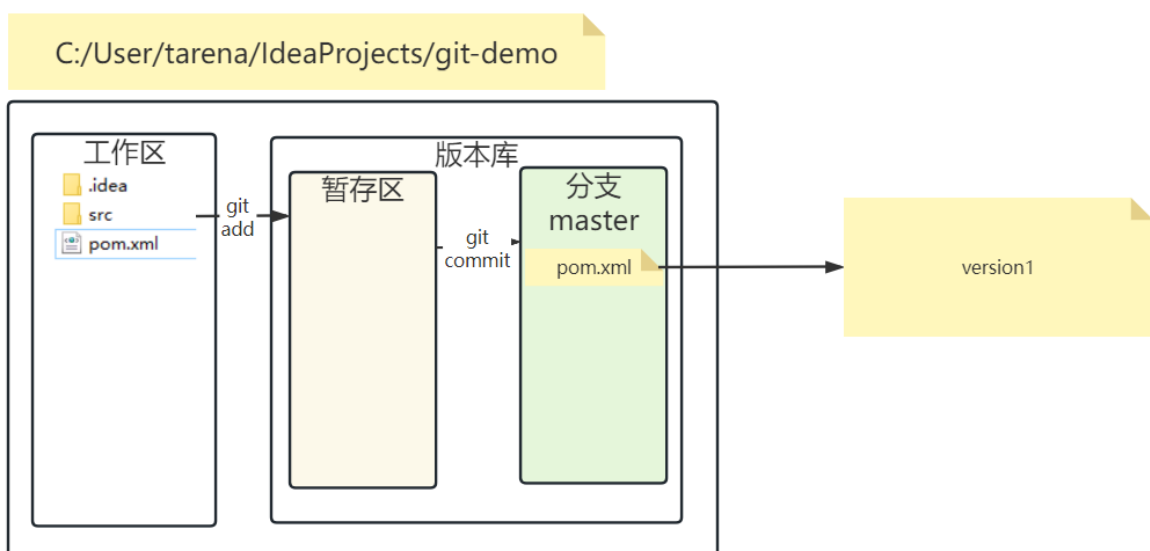 C:/User/tarena/IdeaProjects/git-demo
工作区
.idea
src
pom.xml
git
add
版本库
暂存区
git
commit
分支
master
pom.xml
version1